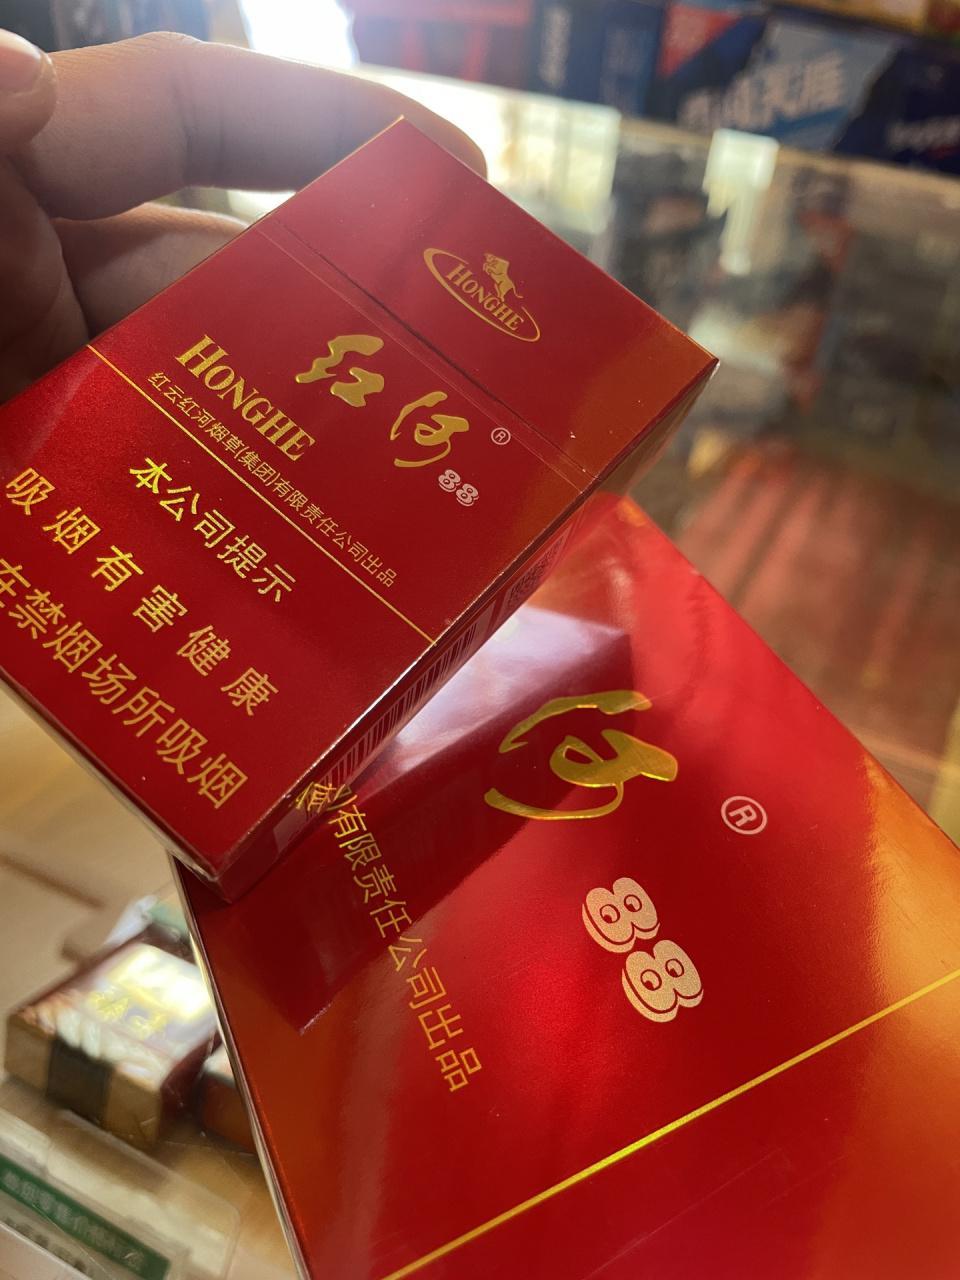 HONGHE
红河®
88
HONGHE
红云红河烟草(集团)有限责任公司出品
本公司提示
吸烟有害健康
在禁烟场所吸烟
河®
88
有限责任公司出品
天涯